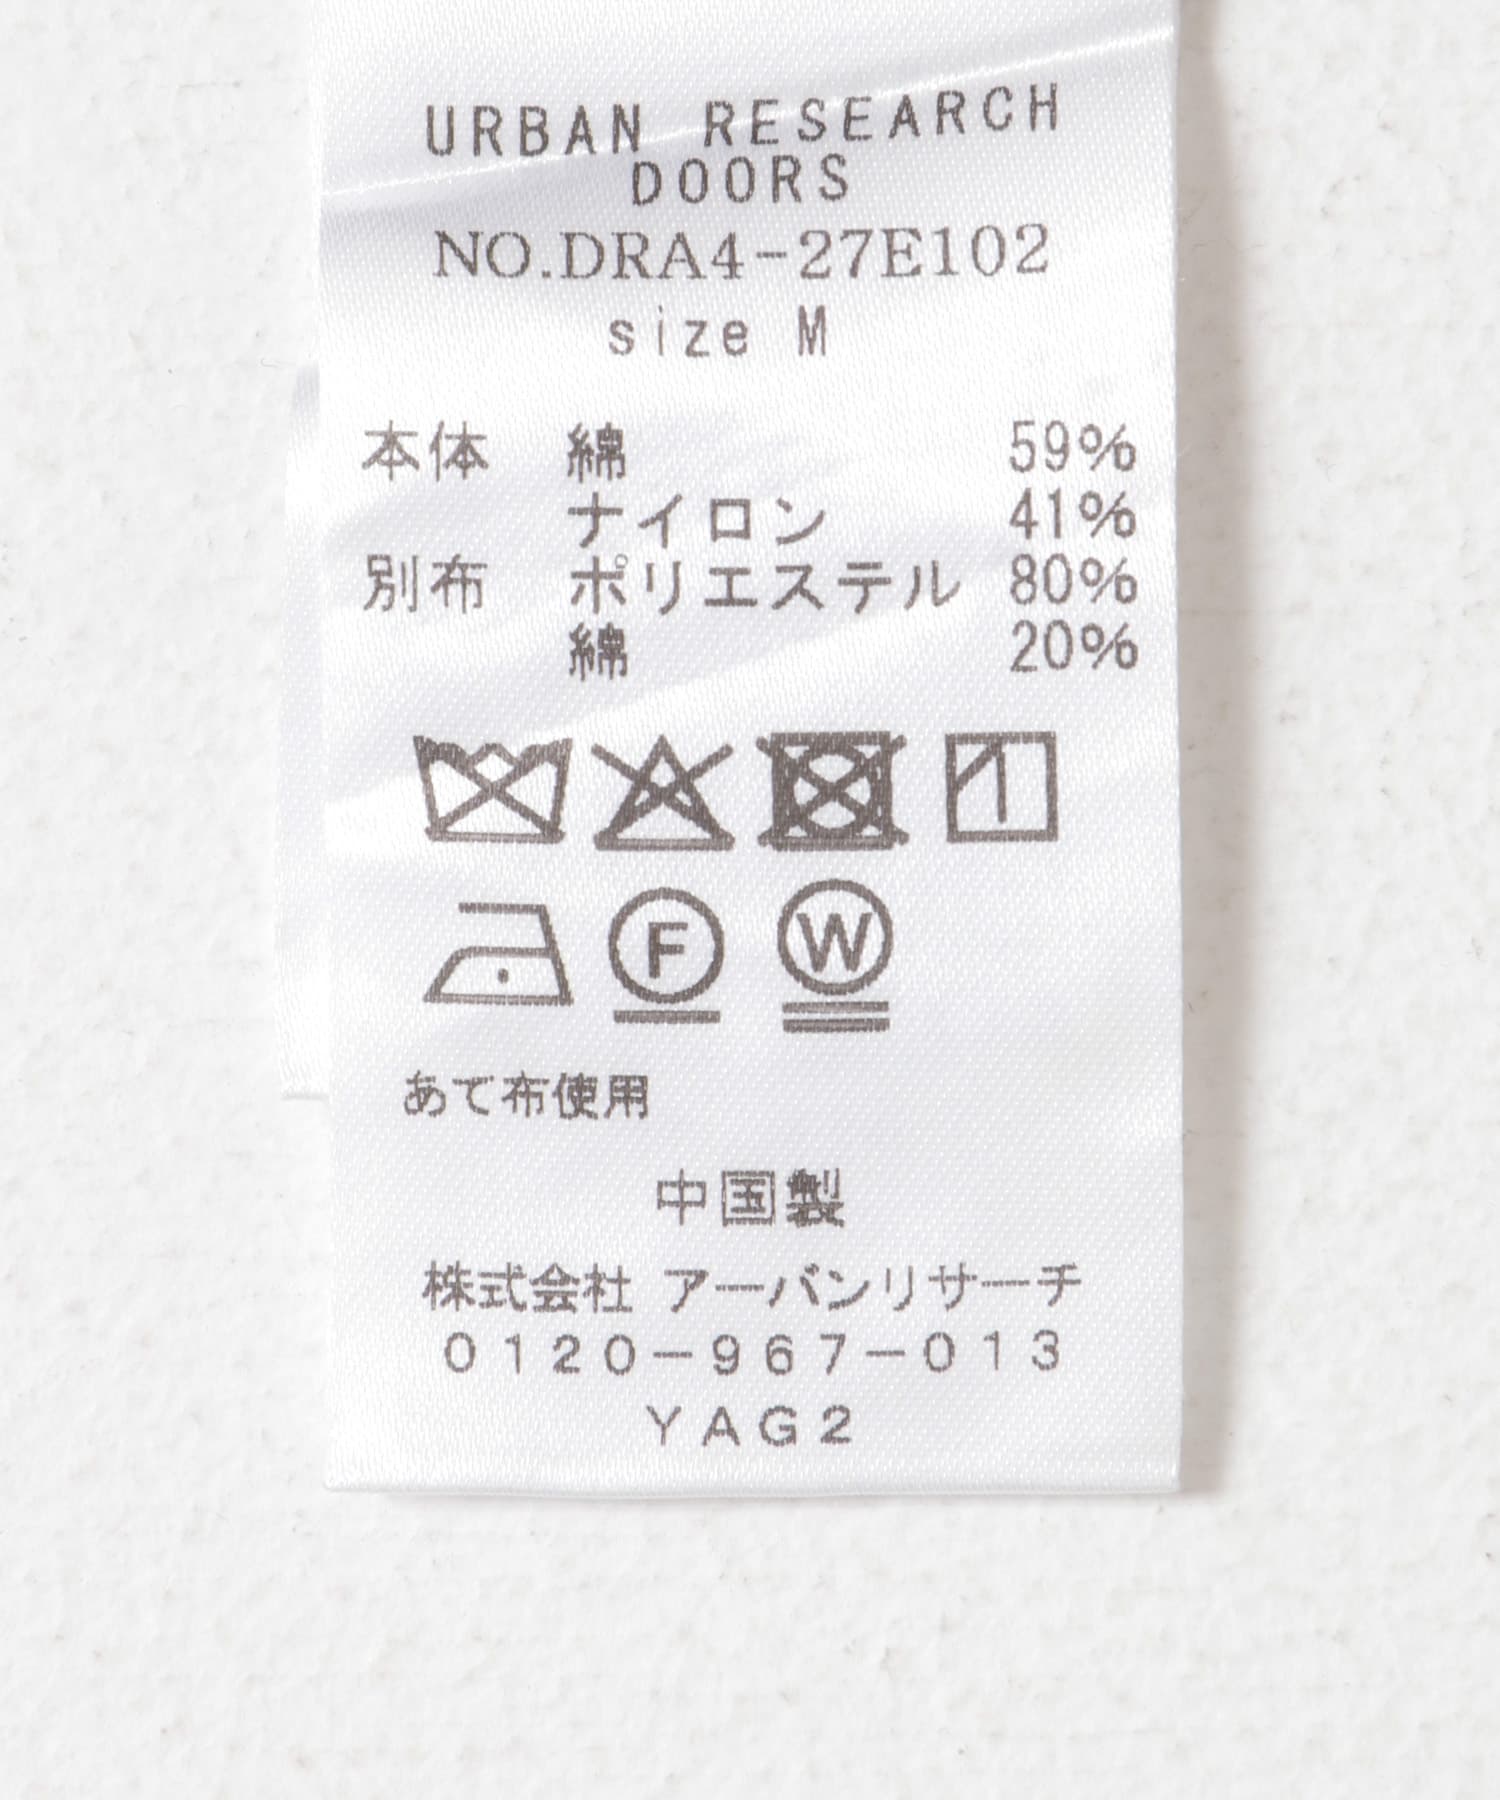 URBAN RESEARCH
DOORS
NO.DRA4-27E102
size M
本体 綿 59%
ナイロン 41%
別布 ポリエステル 80%
綿 20%
F W
あて布使用
中国製
株式会社 アーバンリサーチ
0120-967-013
YAG2